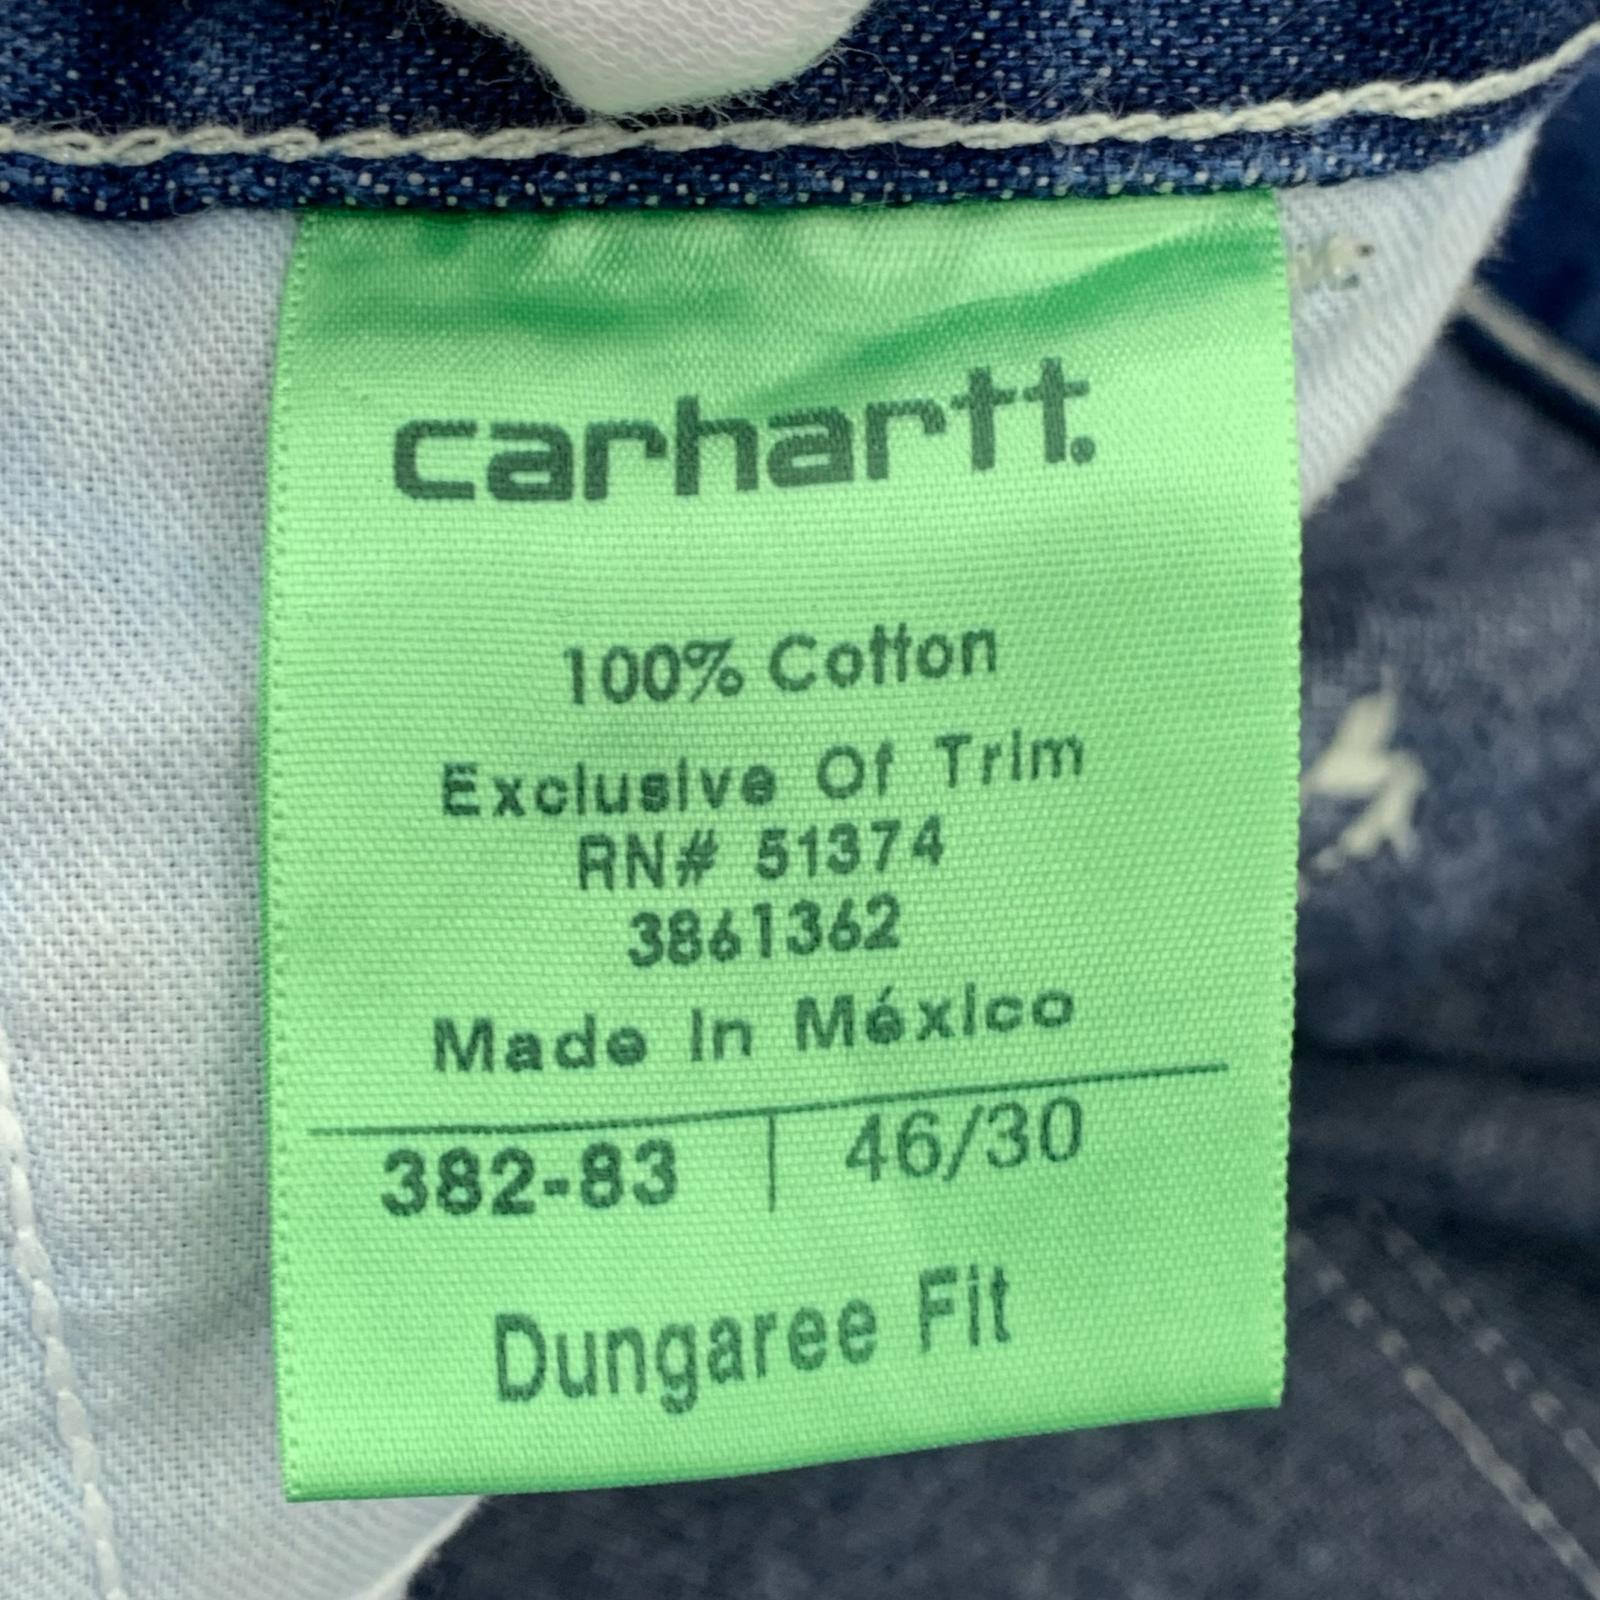 carhartt.
100% Cotton
Exclusive Of Trim
RN# 51374
3861362
Made In México
382-83 | 46/30
Dungaree Fit